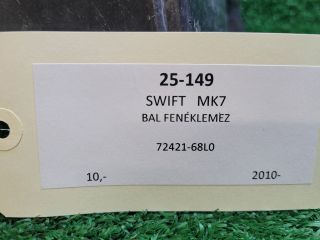 25-149
SWIFT MK7
BAL FENÉKLEMEZ
72421-68L0
10,- 2010-